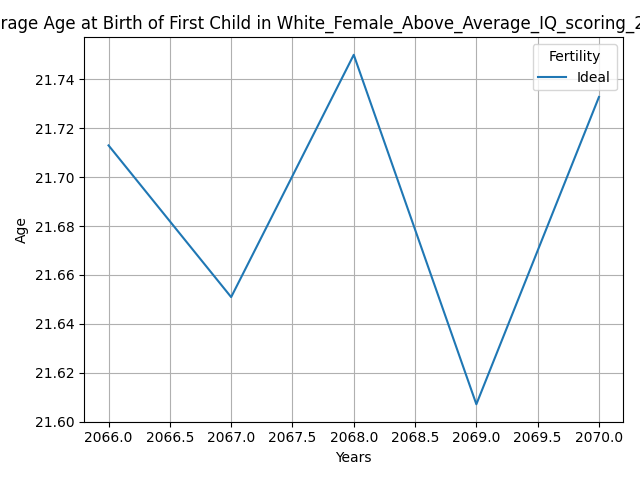 rage Age at Birth of First Child in White_Female_Above_Average_IQ_scoring_2
Fertility
Ideal
21.74
21.72
21.70
21.68
21.66
21.64
21.62
21.60
Age
2066.0 2066.5 2067.0 2067.5 2068.0 2068.5 2069.0 2069.5 2070.0
Years